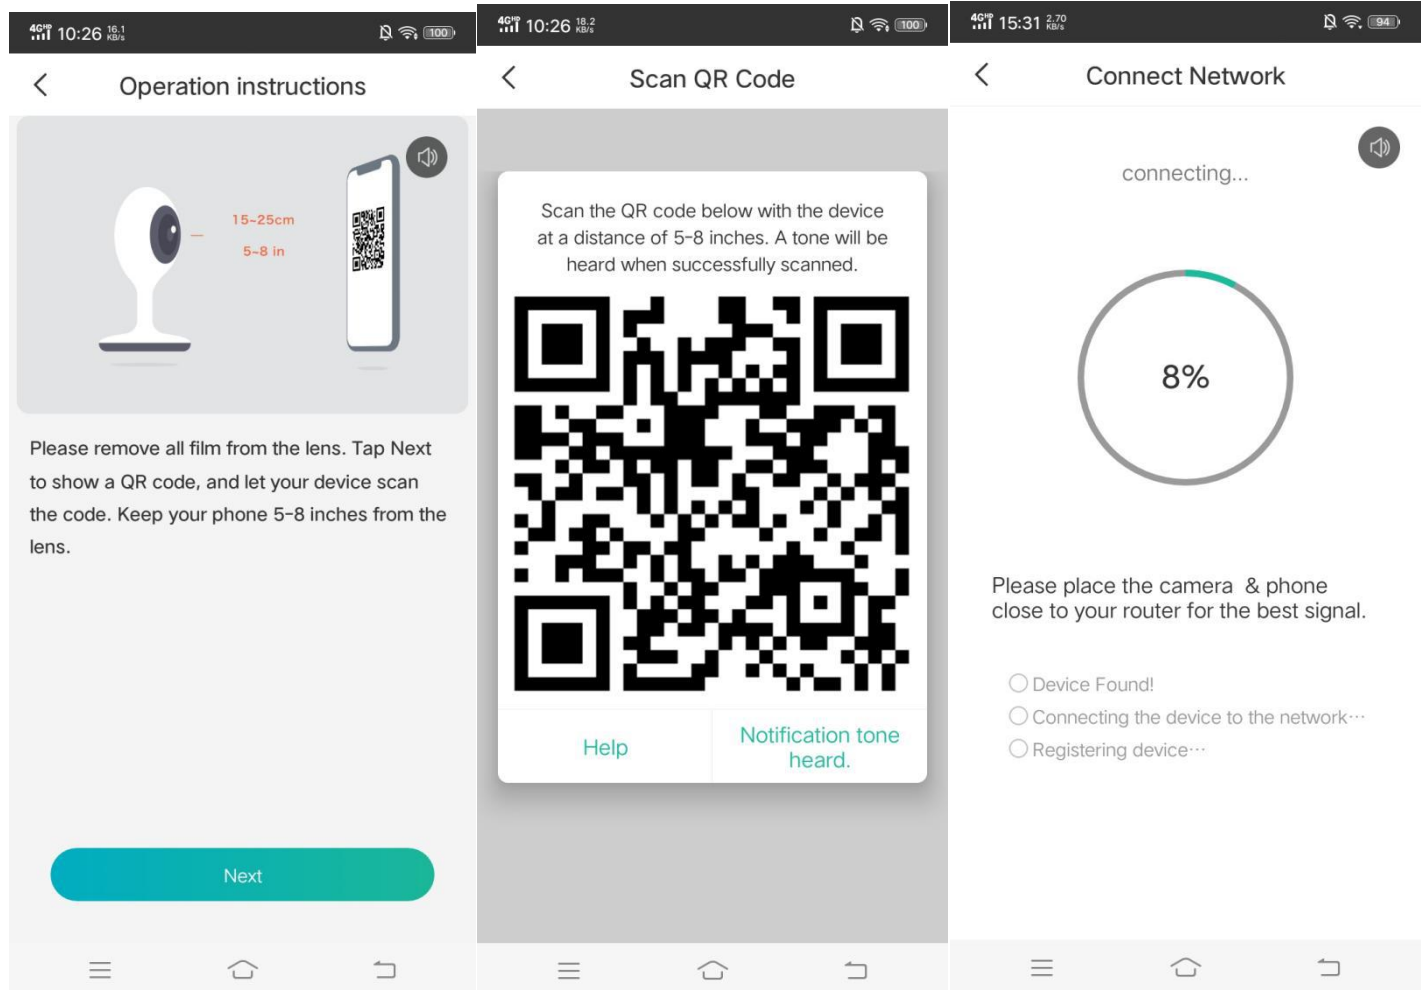 4G HD 10:26 16.1 KB/s 100
Operation instructions
15~25cm
5~8 in
Please remove all film from the lens. Tap Next
to show a QR code, and let your device scan
the code. Keep your phone 5-8 inches from the
lens.
Next
4G HD 10:26 18.2 KB/s 100
Scan QR Code
Scan the QR code below with the device
at a distance of 5-8 inches. A tone will be
heard when successfully scanned.
Help
Notification tone
heard.
4G HD 15:31 2.70 KB/s 94
Connect Network
connecting...
8%
Please place the camera & phone
close to your router for the best signal.
Device Found!
Connecting the device to the network···
Registering device···